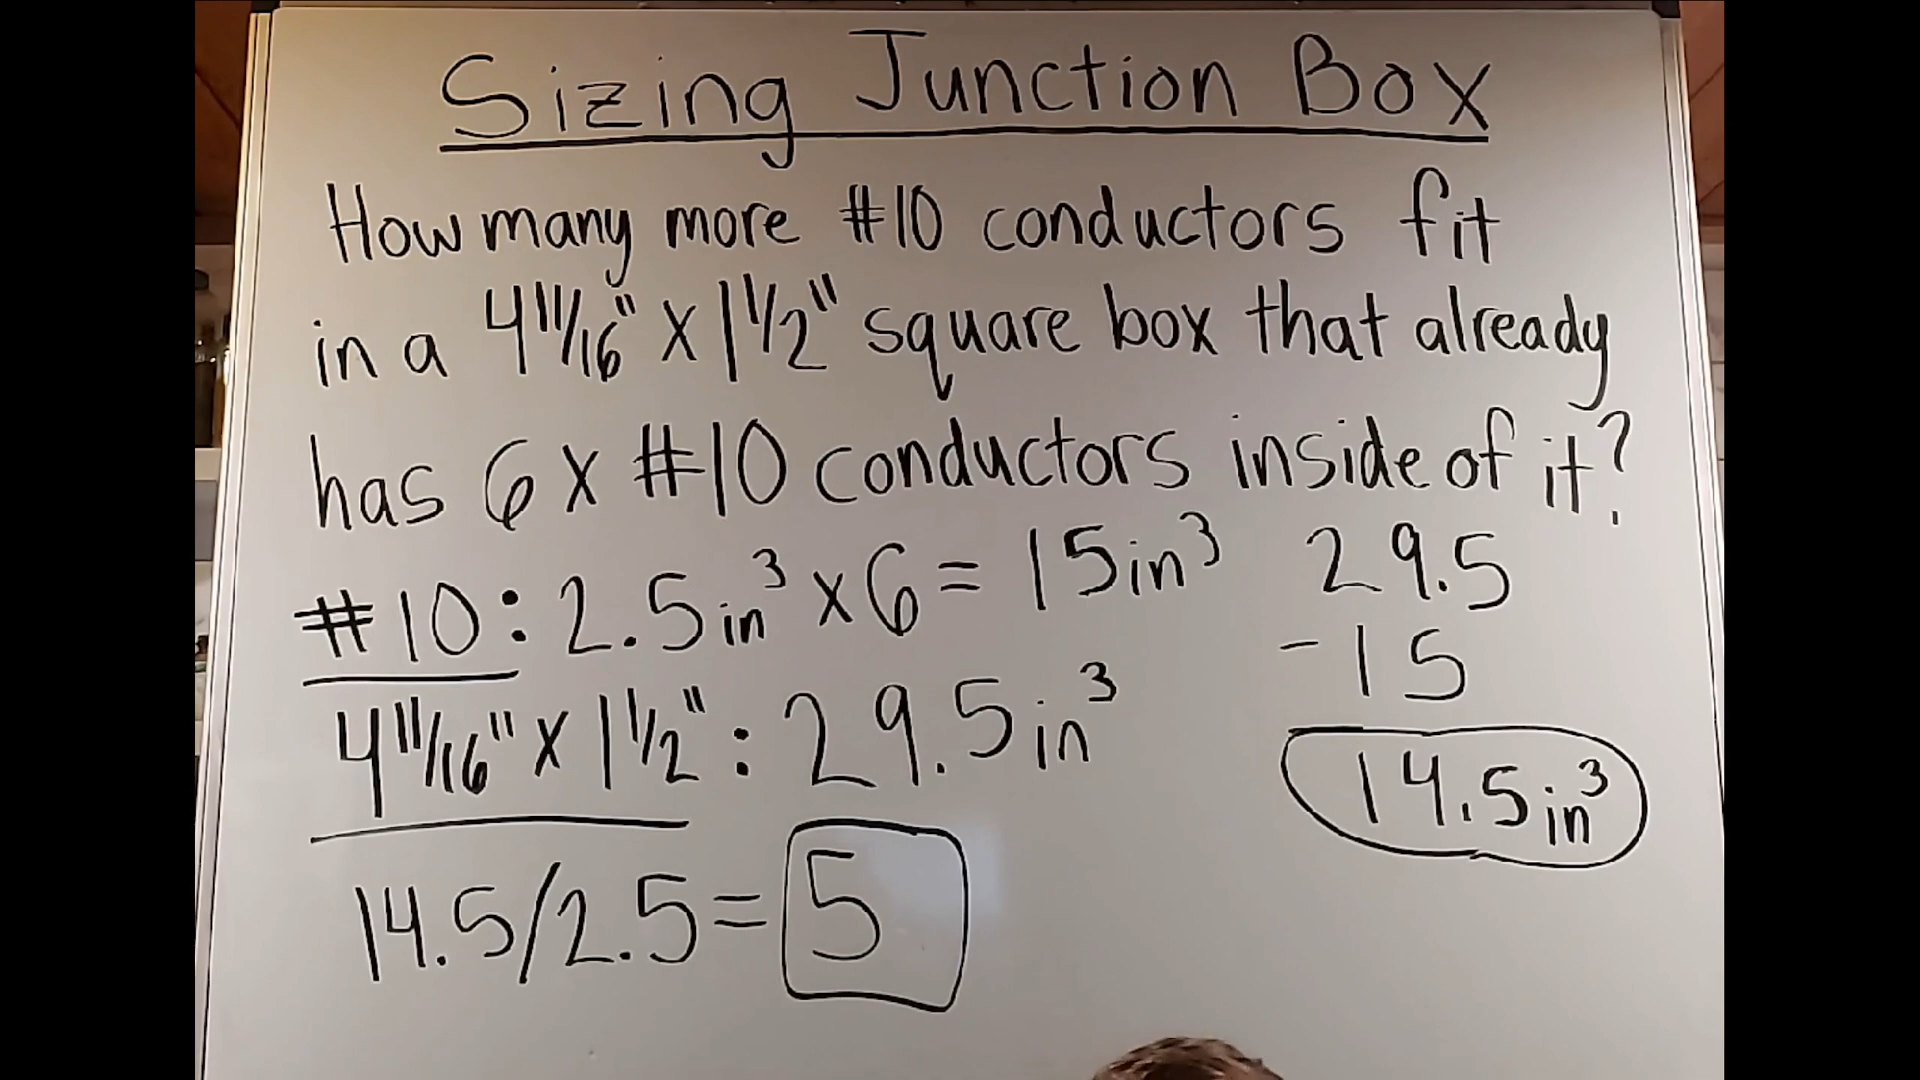 Sizing Junction Box
How many more #10 conductors fit
in a 4 11/16" x 1 1/2" square box that already
has 6 x #10 conductors inside of it?
#10: 2.5in³ x 6 = 15in³
4 11/16" x 1 1/2" : 29.5in³
14.5/2.5 = 5
29.5
-15
14.5in³